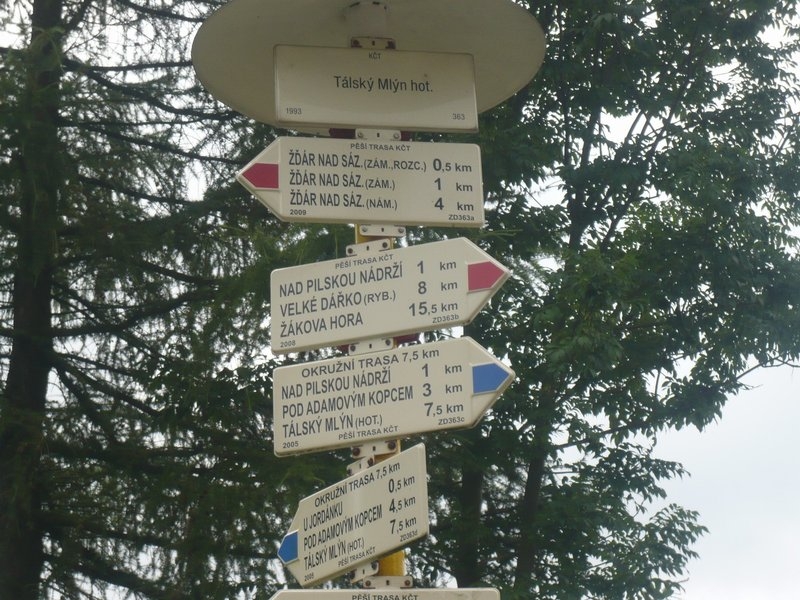 KČT
Tálský Mlýn hot.
1993 363
PĚŠÍ TRASA KČT
ŽĎÁR NAD SÁZ.(ZÁM.,ROZC.) 0,5 km
ŽĎÁR NAD SÁZ.(ZÁM.) 1 km
ŽĎÁR NAD SÁZ.(NÁM.) 4 km
2009 ZD363a
PĚŠÍ TRASA KČT
NAD PILSKOU NÁDRŽÍ 1 km
VELKÉ DÁŘKO (RYB.) 8 km
ŽÁKOVA HORA 15,5 km
2008 ZD363b
OKRUŽNÍ TRASA 7,5 km
NAD PILSKOU NÁDRŽÍ 1 km
POD ADAMOVÝM KOPCEM 3 km
TÁLSKÝ MLÝN (HOT.) 7,5 km
2005 PĚŠÍ TRASA KČT ZD363c
OKRUŽNÍ TRASA 7,5 km
U JORDÁNKU 0,5 km
POD ADAMOVÝM KOPCEM 4,5 km
TÁLSKÝ MLÝN (HOT.) 7,5 km
2005 PĚŠÍ TRASA KČT ZD363d
PĚŠÍ TRASA KČT